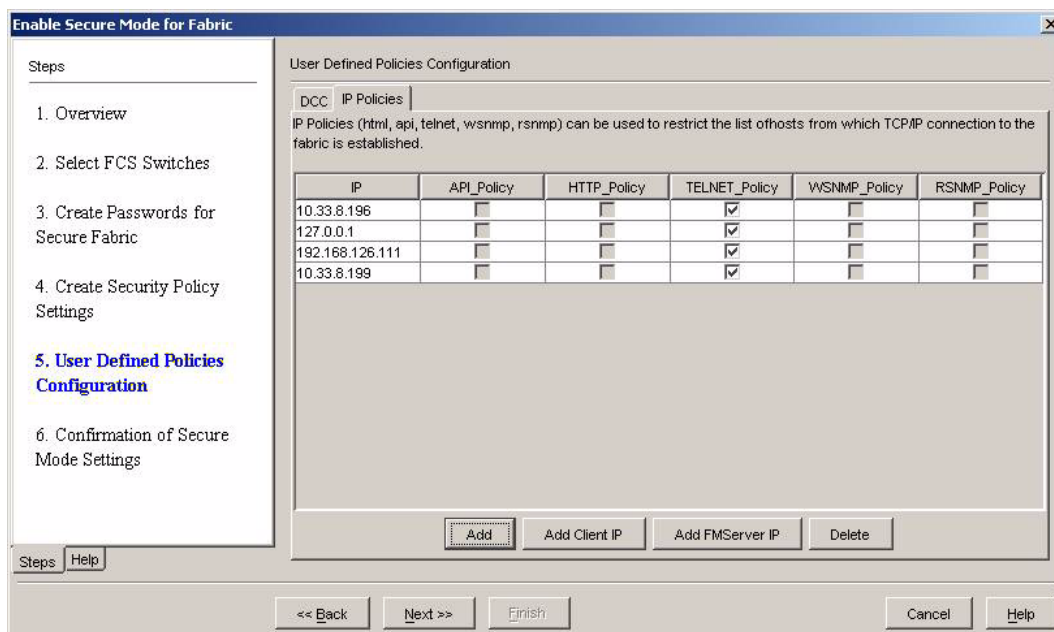 Enable Secure Mode for Fabric
Steps
1. Overview
2. Select FCS Switches
3. Create Passwords for
Secure Fabric
4. Create Security Policy
Settings
5. User Defined Policies
Configuration
6. Confirmation of Secure
Mode Settings
Steps
Help
User Defined Policies Configuration
DCC
IP Policies
IP Policies (html, api, telnet, wsnmp, rsnmp) can be used to restrict the list ofhosts from which TCP/IP connection to the
fabric is established.
IP API_Policy HTTP_Policy TELNET_Policy WSNMP_Policy RSNMP_Policy
10.33.8.196
127.0.0.1
192.168.126.111
10.33.8.199
Add Add Client IP Add FMServer IP Delete
<< Back Next >> Finish Cancel Help